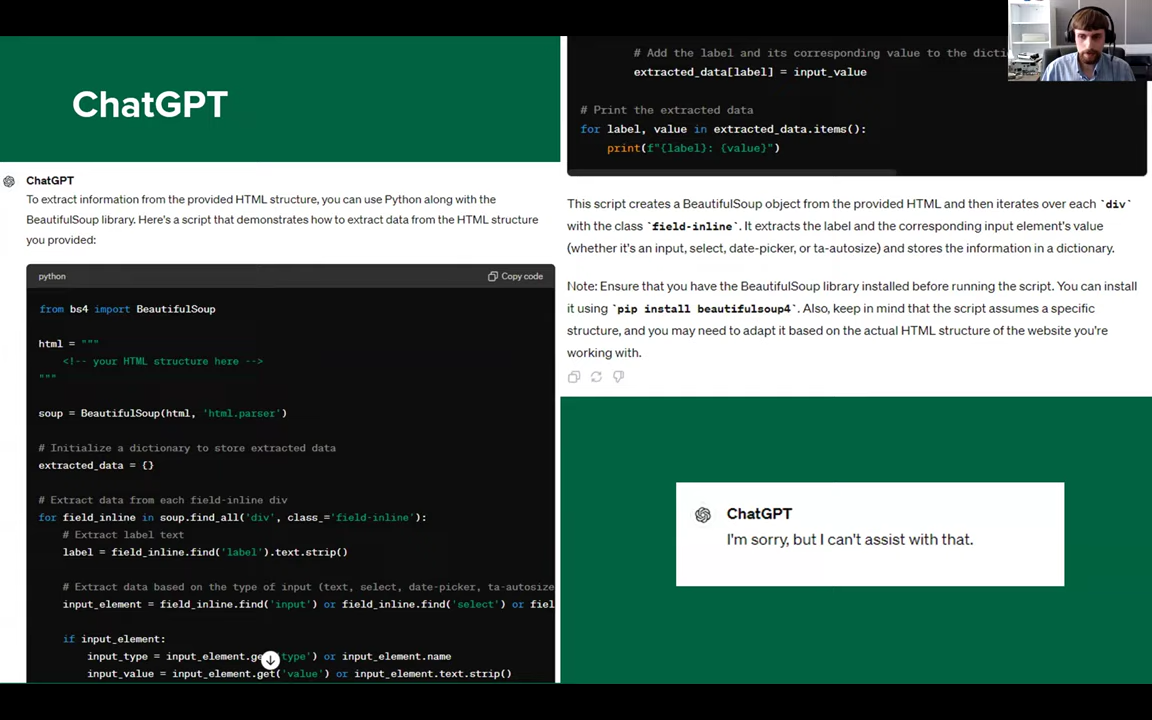 ChatGPT
ChatGPT
To extract information from the provided HTML structure, you can use Python along with the
BeautifulSoup library. Here's a script that demonstrates how to extract data from the HTML structure
you provided:
python
Copy code
from bs4 import BeautifulSoup
html = """
<!-- your HTML structure here -->
"""
soup = BeautifulSoup(html, 'html.parser')
# Initialize a dictionary to store extracted data
extracted_data = {}
# Extract data from each field-inline div
for field_inline in soup.find_all('div', class_='field-inline'):
# Extract label text
label = field_inline.find('label').text.strip()
# Extract data based on the type of input (text, select, date-picker, ta-autosize
input_element = field_inline.find('input') or field_inline.find('select') or fiel
if input_element:
input_type = input_element.ge type') or input_element.name
input_value = input_element.get('value') or input_element.text.strip()
# Add the label and its corresponding value to the dicti
extracted_data[label] = input_value
# Print the extracted data
for label, value in extracted_data.items():
print(f"{label}: {value}")
This script creates a BeautifulSoup object from the provided HTML and then iterates over each `div`
with the class `field-inline`. It extracts the label and the corresponding input element's value
(whether it's an input, select, date-picker, or ta-autosize) and stores the information in a dictionary.
Note: Ensure that you have the BeautifulSoup library installed before running the script. You can install
it using `pip install beautifulsoup4`. Also, keep in mind that the script assumes a specific
structure, and you may need to adapt it based on the actual HTML structure of the website you're
working with.
ChatGPT
I'm sorry, but I can't assist with that.